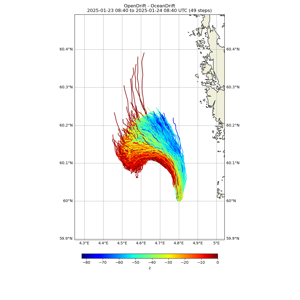 OpenDrift - OceanDrift
2025-01-23 08:40 to 2025-01-24 08:40 UTC (49 steps)
60.4°N 60.4°N
60.3°N 60.3°N
60.2°N 60.2°N
60.1°N 60.1°N
60°N 60°N
59.9°N 59.9°N
4.3°E 4.4°E 4.5°E 4.6°E 4.7°E 4.8°E 4.9°E 5°E
−80 −70 −60 −50 −40 −30 −20 −10 0
z